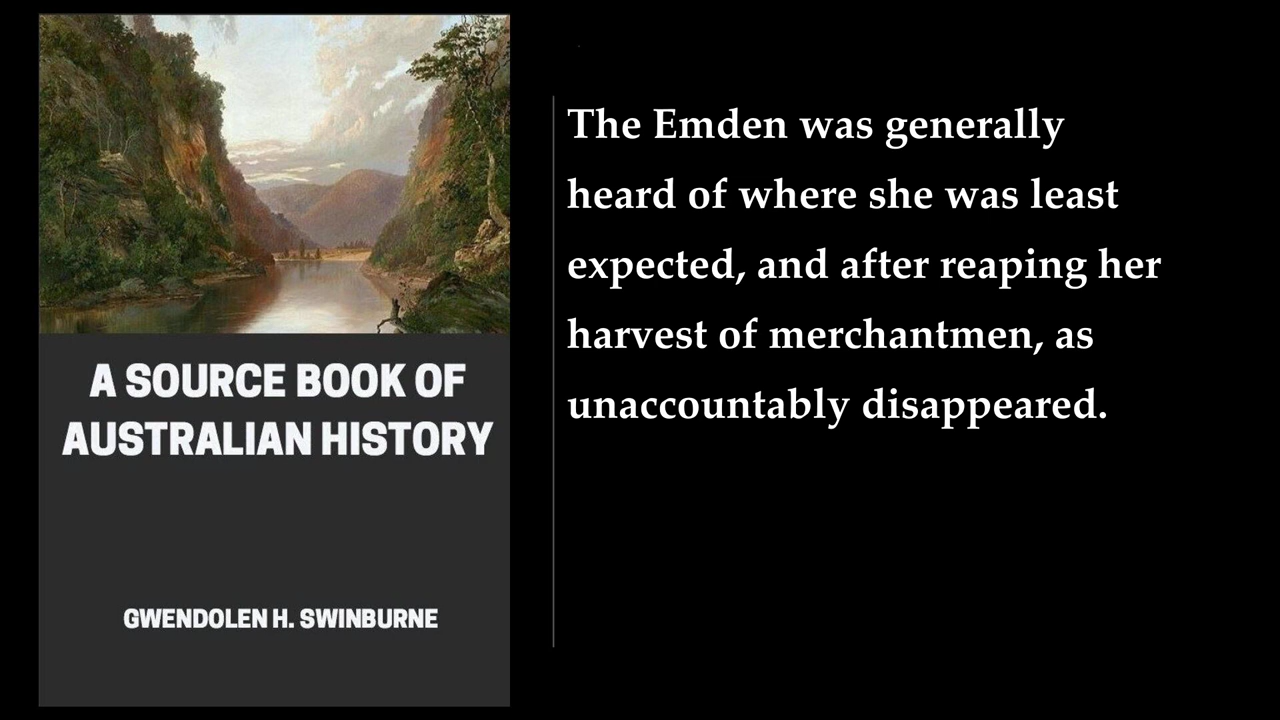 A SOURCE BOOK OF
AUSTRALIAN HISTORY
GWENDOLEN H. SWINBURNE
The Emden was generally
heard of where she was least
expected, and after reaping her
harvest of merchantmen, as
unaccountably disappeared.